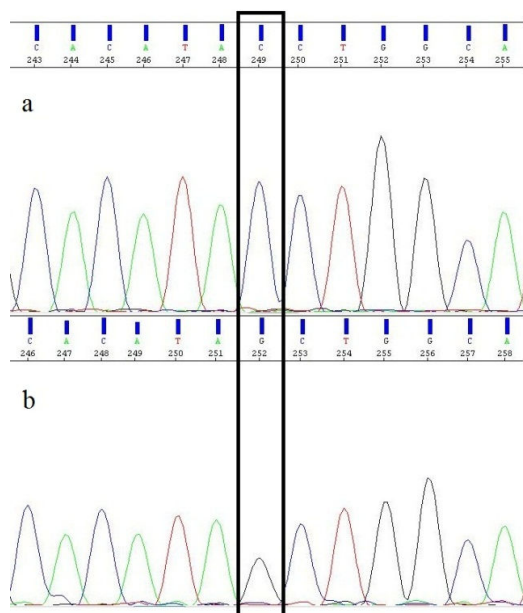 C A C A T A C C T G G C A
243 244 245 246 247 248 249 250 251 252 253 254 255
a
C A C A T A G C T G G C A
246 247 248 249 250 251 252 253 254 255 256 257 258
b